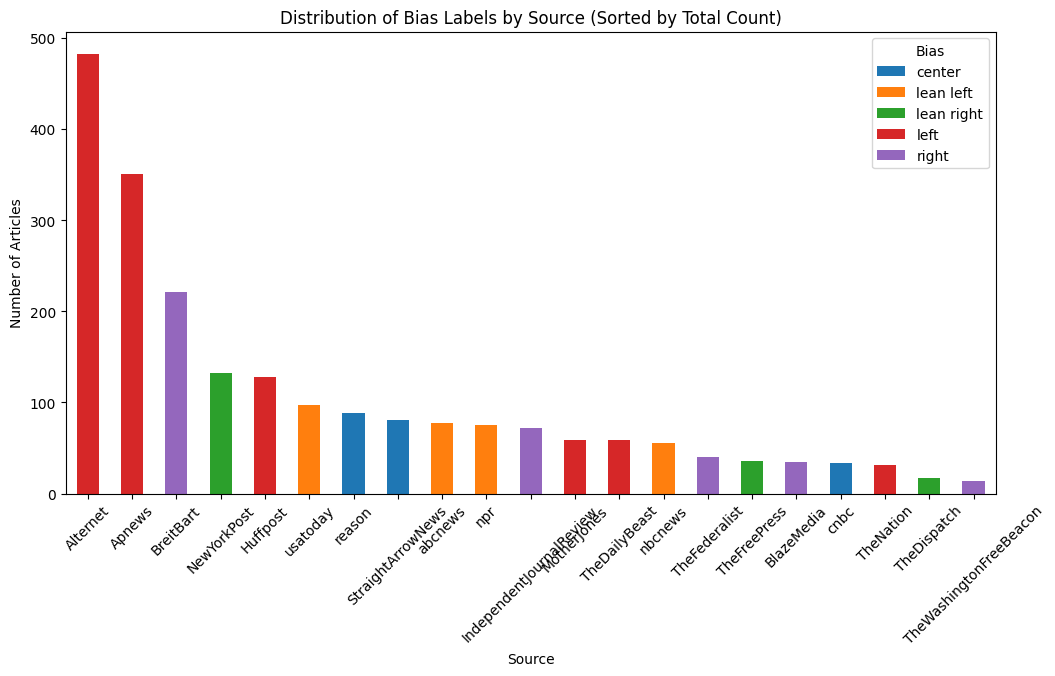 Distribution of Bias Labels by Source (Sorted by Total Count)
Number of Articles
500
400
300
200
100
0
Bias
center
lean left
lean right
left
right
Alternet
Apnews
BreitBart
NewYorkPost
Huffpost
usatoday
reason
StraightArrowNews
abcnews
npr
IndependentJournalReview
MotherJones
TheDailyBeast
nbcnews
TheFederalist
TheFreePress
BlazeMedia
cnbc
TheNation
TheDispatch
TheWashingtonFreeBeacon
Source